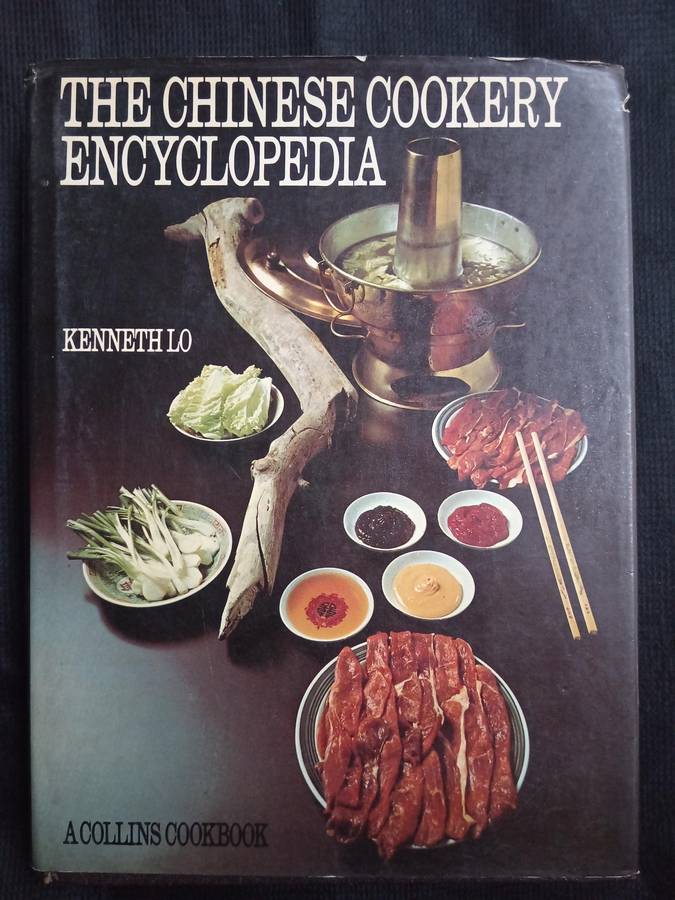 THE CHINESE COOKERY
ENCYCLOPEDIA
KENNETH LO
A COLLINS COOKBOOK